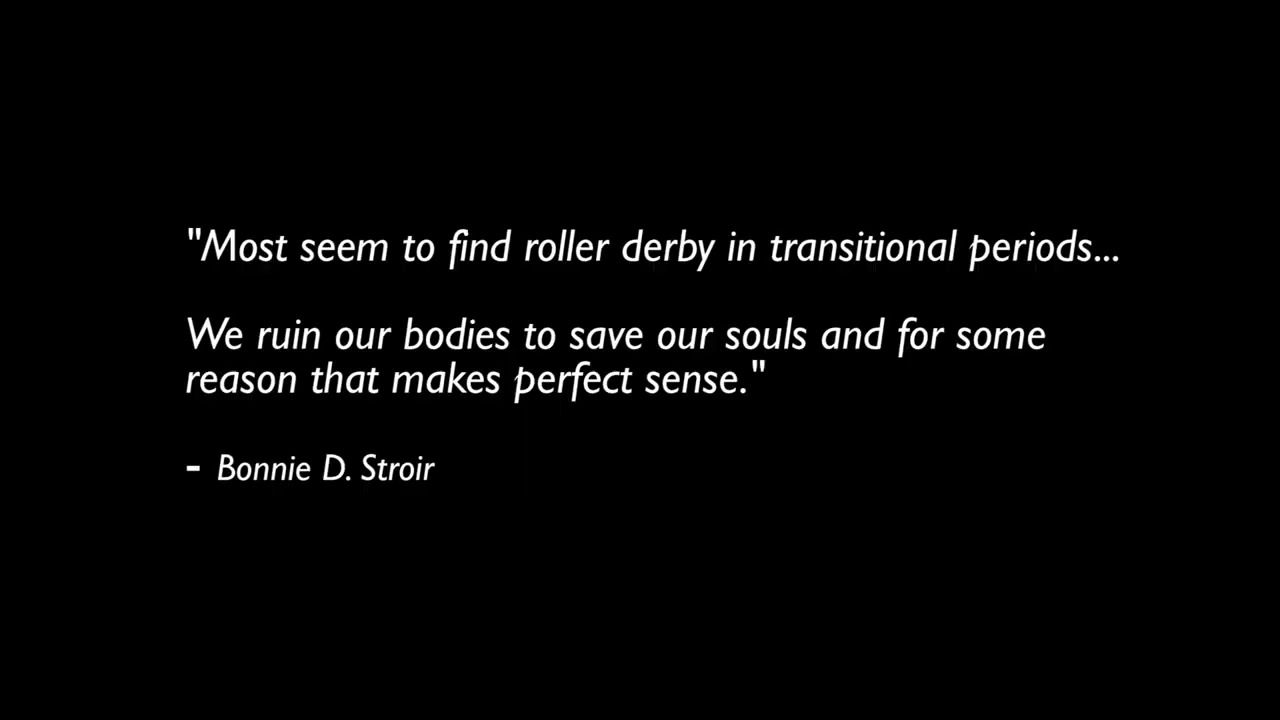 "Most seem to find roller derby in transitional periods...
We ruin our bodies to save our souls and for some
reason that makes perfect sense."
- Bonnie D. Stroir